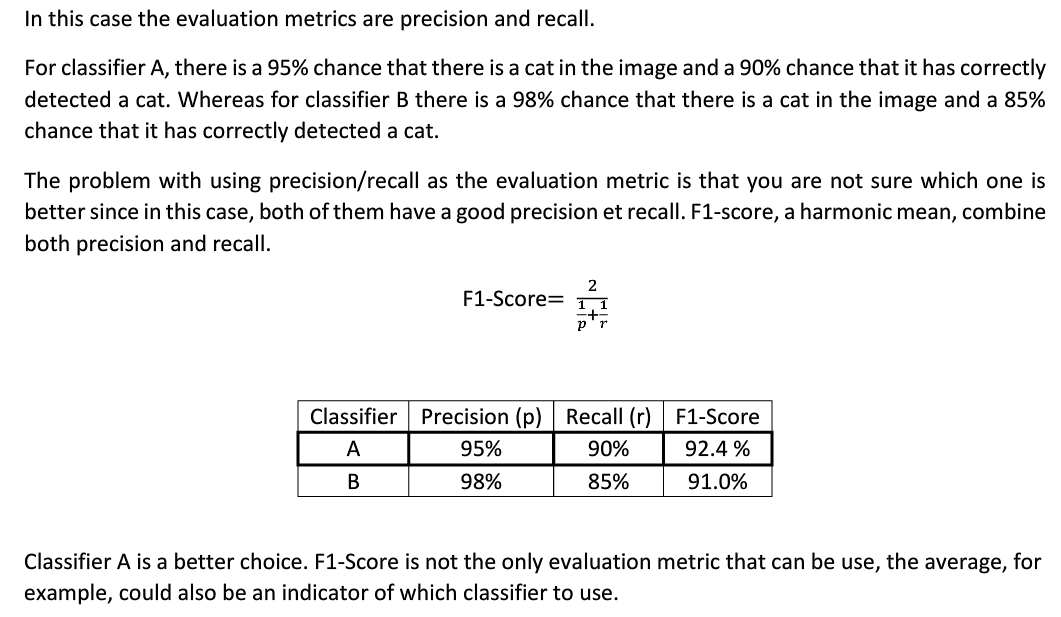 In this case the evaluation metrics are precision and recall.
For classifier A, there is a 95% chance that there is a cat in the image and a 90% chance that it has correctly
detected a cat. Whereas for classifier B there is a 98% chance that there is a cat in the image and a 85%
chance that it has correctly detected a cat.
The problem with using precision/recall as the evaluation metric is that you are not sure which one is
better since in this case, both of them have a good precision et recall. F1-score, a harmonic mean, combine
both precision and recall.
F1-Score= 2/(1/p+1/r)
Classifier Precision (p) Recall (r) F1-Score
A 95% 90% 92.4 %
B 98% 85% 91.0%
Classifier A is a better choice. F1-Score is not the only evaluation metric that can be use, the average, for
example, could also be an indicator of which classifier to use.